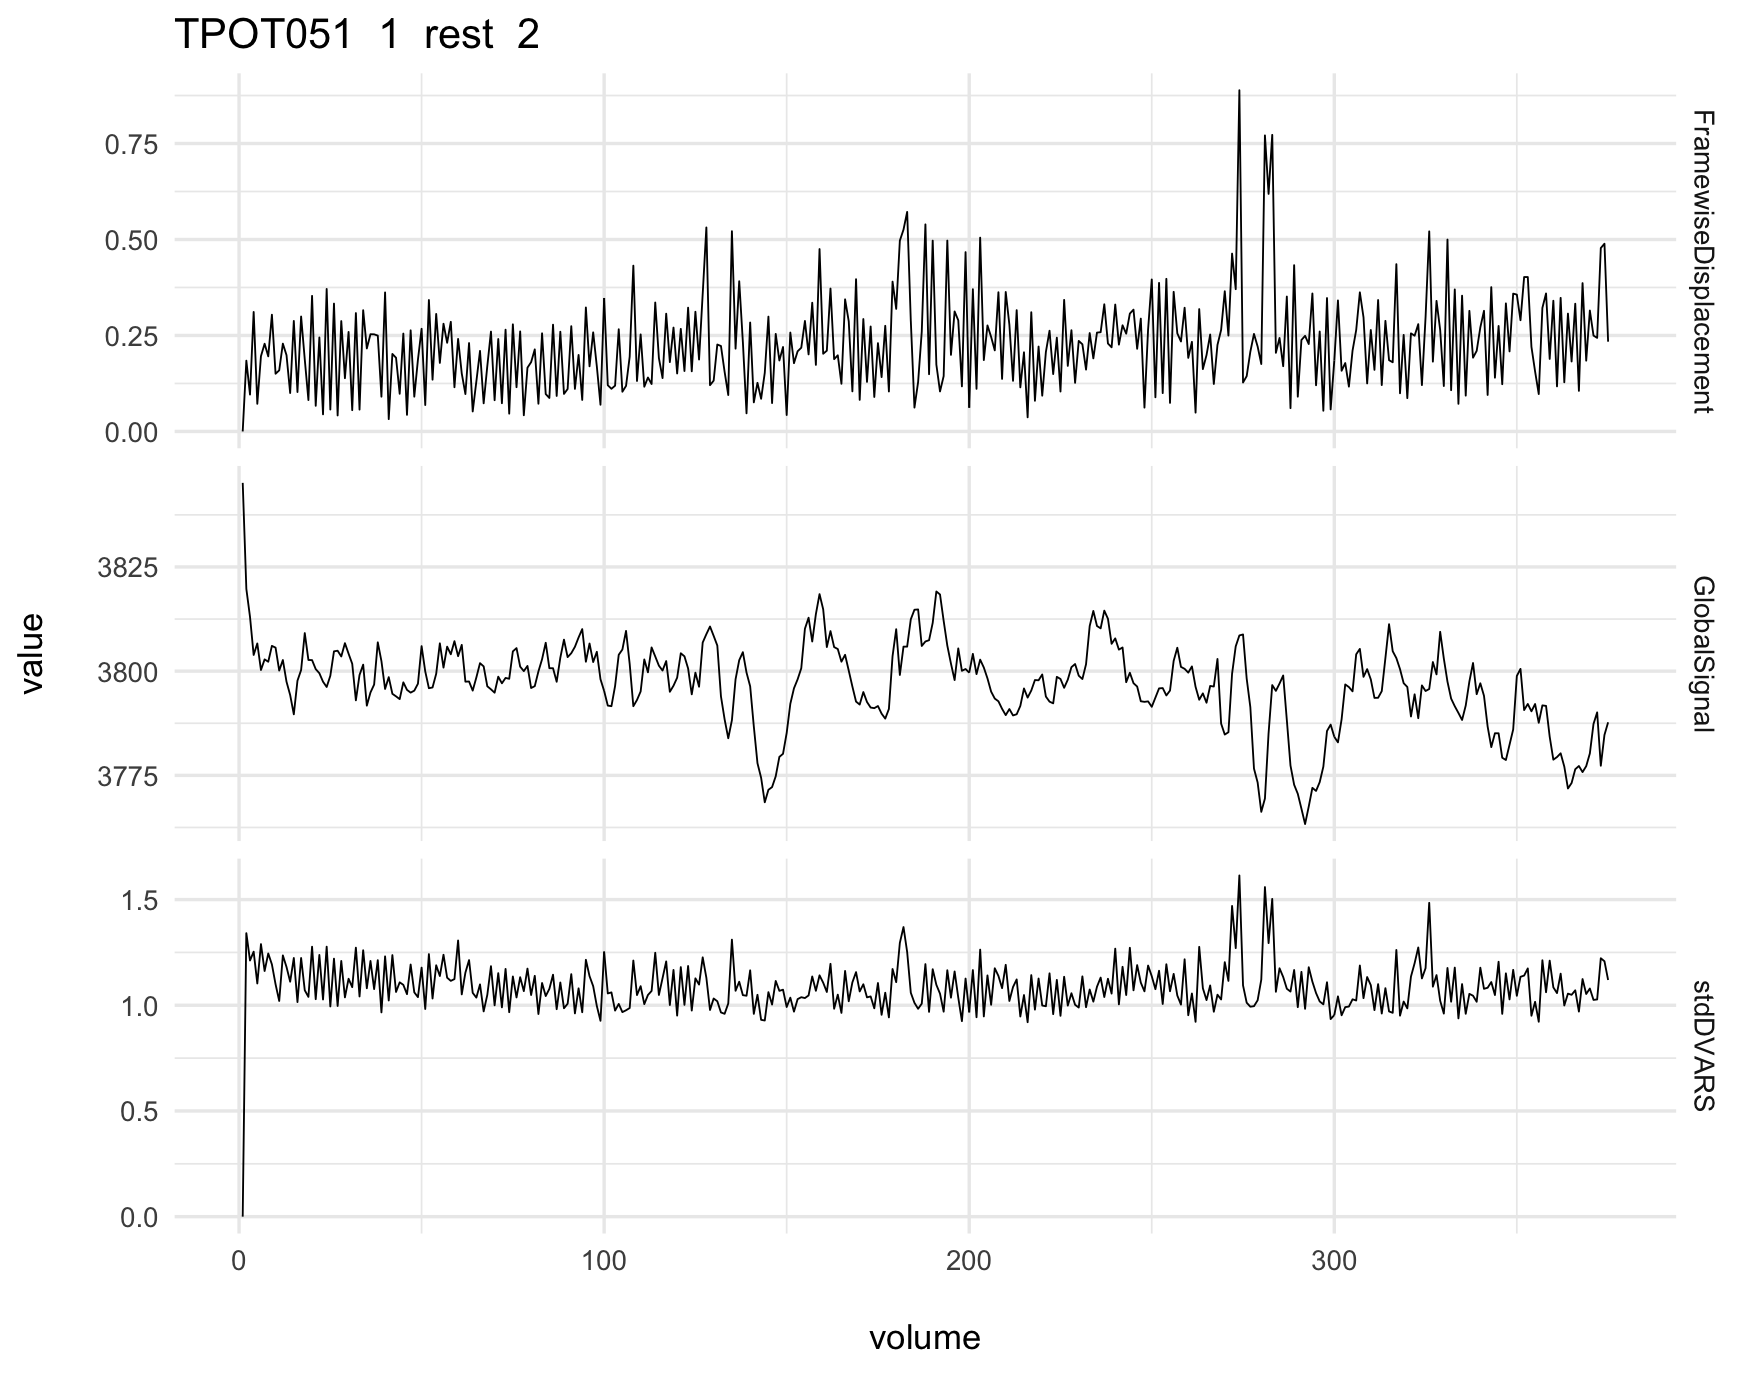 TPOT051 1 rest 2
0.75
0.50
0.25
0.00
FramewiseDisplacement
3825
3800
3775
GlobalSignal
1.5
1.0
0.5
0.0
stdDVARS
value
0 100 200 300
volume